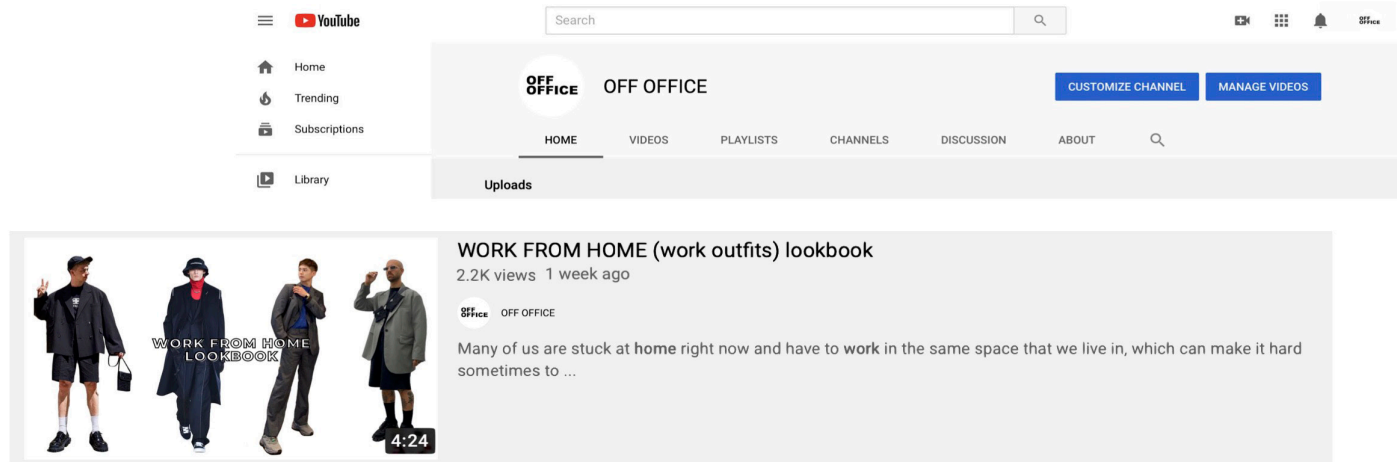 YouTube
Search
OFF
OFFICE
Home
Trending
Subscriptions
Library
OFF
OFFICE
OFF OFFICE
CUSTOMIZE CHANNEL
MANAGE VIDEOS
HOME
VIDEOS
PLAYLISTS
CHANNELS
DISCUSSION
ABOUT
Uploads
WORK FROM HOME
LOOKBOOK
4:24
WORK FROM HOME (work outfits) lookbook
2.2K views 1 week ago
OFF
OFFICE
OFF OFFICE
Many of us are stuck at home right now and have to work in the same space that we live in, which can make it hard
sometimes to ...